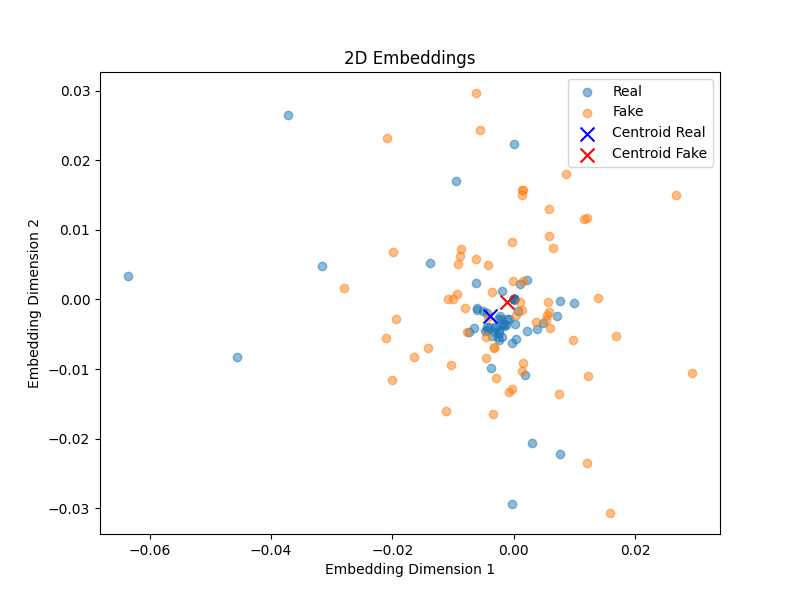 2D Embeddings
Real
Fake
Centroid Real
Centroid Fake
0.03
0.02
0.01
0.00
−0.01
−0.02
−0.03
Embedding Dimension 2
−0.06
−0.04
−0.02
0.00
0.02
Embedding Dimension 1